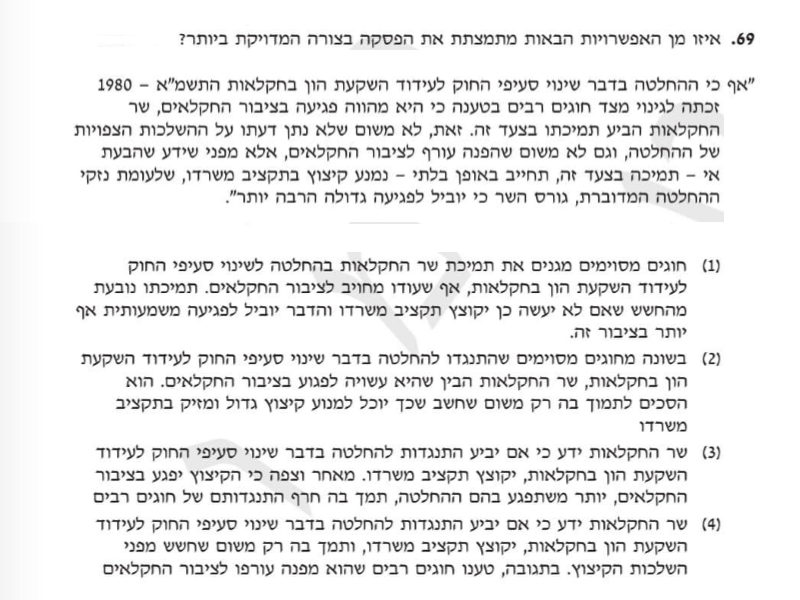 69. איזו מן האפשרויות הבאות מתמצתת את הפסקה בצורה המדויקת ביותר?
"אף כי ההחלטה בדבר שינוי סעיפי החוק לעידוד השקעת הון בחקלאות התשמ"א – 1980
זכתה לגינוי מצד חוגים רבים בטענה כי היא מהווה פגיעה בציבור החקלאים, שר
החקלאות הביע תמיכתו בצעד זה. זאת, לא משום שלא נתן דעתו על ההשלכות הצפויות
של ההחלטה, וגם לא משום שהפנה עורף לציבור החקלאים, אלא מפני שידע שהבעת
אי – תמיכה בצעד זה, תחייב באופן בלתי – נמנע קיצוץ בתקציב משרדו, שלעומת נזקי
ההחלטה המדוברת, גורס השר כי יוביל לפגיעה גדולה הרבה יותר".
(1) חוגים מסוימים מגנים את תמיכת שר החקלאות בהחלטה לשינוי סעיפי החוק
לעידוד השקעת הון בחקלאות, אף שעודו מחויב לציבור החקלאים. תמיכתו נובעת
מהחשש שאם לא יעשה כן יקוצץ תקציב משרדו והדבר יוביל לפגיעה משמעותית אף
יותר בציבור זה.
(2) בשונה מחוגים מסוימים שהתנגדו להחלטה בדבר שינוי סעיפי החוק לעידוד השקעת
הון בחקלאות, שר החקלאות הבין שהיא עשויה לפגוע בציבור החקלאים. הוא
הסכים לתמוך בה רק משום שחשב שכך יוכל למנוע קיצוץ גדול ומזיק בתקציב
משרדו
(3) שר החקלאות ידע כי אם יביע התנגדות להחלטה בדבר שינוי סעיפי החוק לעידוד
השקעת הון בחקלאות, יקוצץ תקציב משרדו. מאחר וצפה כי הקיצוץ יפגע בציבור
החקלאים, יותר משתפגע בהם ההחלטה, תמך בה חרף התנגדותם של חוגים רבים
(4) שר החקלאות ידע כי אם יביע התנגדות להחלטה בדבר שינוי סעיפי החוק לעידוד
השקעת הון בחקלאות, יקוצץ תקציב משרדו, ותמך בה רק משום שחשש מפני
השלכות הקיצוץ. בתגובה, טענו חוגים רבים שהוא מפנה עורפו לציבור החקלאים